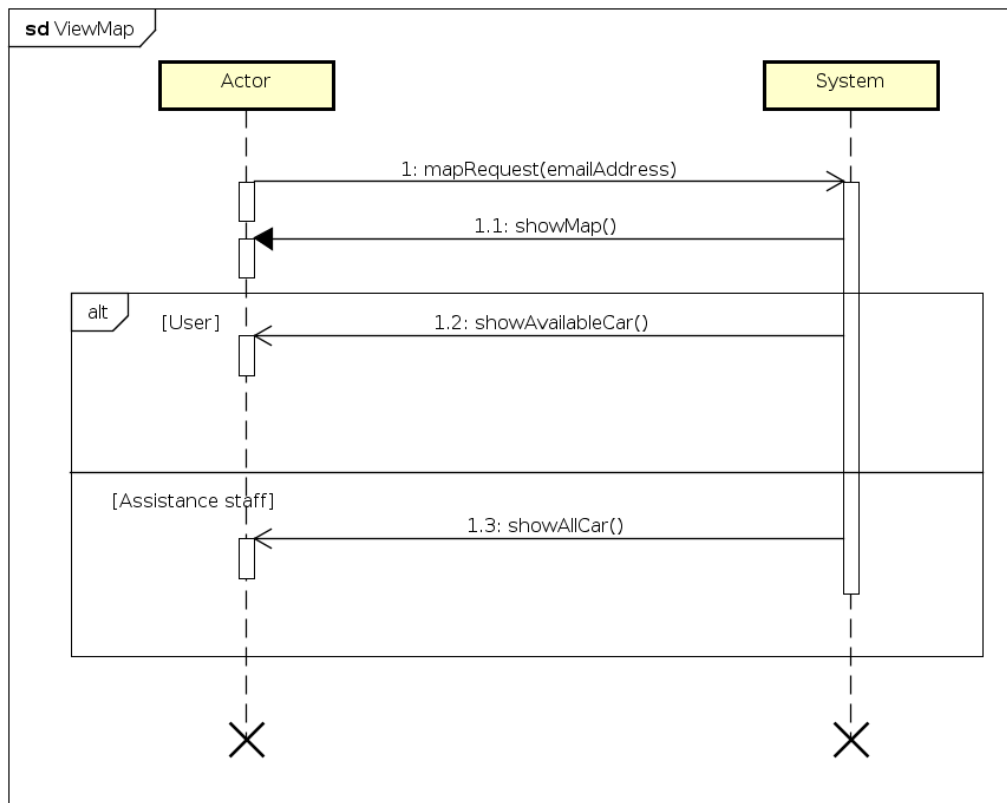 sd ViewMap
Actor
System
1: mapRequest(emailAddress)
1.1: showMap()
alt
[User]
1.2: showAvailableCar()
[Assistance staff]
1.3: showAllCar()